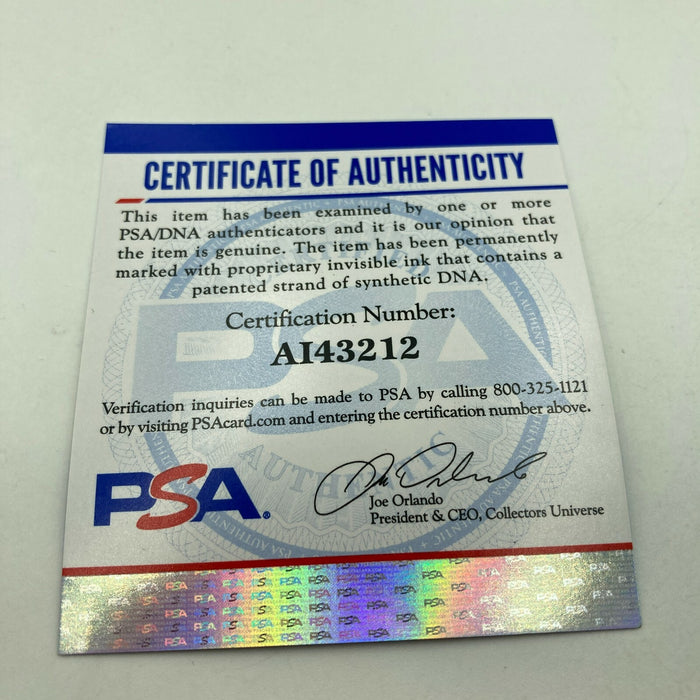 CERTIFICATE OF AUTHENTICITY
This item has been examined by one or more
PSA/DNA authenticators and it is our opinion that
the item is genuine. The item has been permanently
marked with proprietary invisible ink that contains a
patented strand of synthetic DNA.
Certification Number:
AI43212
Verification inquiries can be made to PSA by calling 800-325-1121
or by visiting PSAcard.com and entering the certification number above.
PSA®
Joe Orlando
President & CEO, Collectors Universe